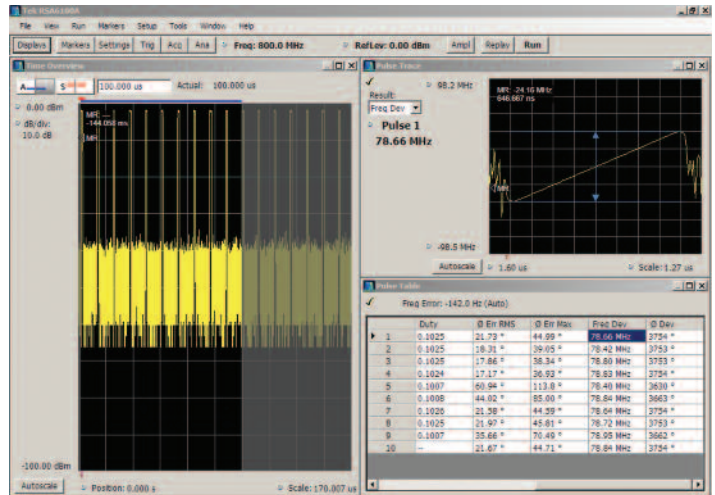 Tek RSA6100A
File View Run Markers Setup Tools Window Help
Displays Markers Settings Trig Acq Ana Freq: 800.0 MHz RefLev: 0.00 dBm Ampl Replay Run
Time Overview
A S 100.000 us Actual: 100.000 us
0.00 dBm
dB/div:
10.0 dB
MR: ---
-144.058 ms
MR
-100.00 dBm
Autoscale Position: 0.000 s Scale: 170.007 us
Pulse Trace
Result:
Freq Dev
Pulse 1
78.66 MHz
98.2 MHz
MR: -24.16 MHz
646.667 ns
MR
-98.5 MHz
Autoscale 1.60 us Scale: 1.27 us
Pulse Table
Freq Error: -142.0 Hz (Auto)
Duty Ø Err RMS Ø Err Max Freq Dev Ø Dev
1 0.1025 21.73 ° 44.99 ° 78.66 MHz 3754 °
2 0.1025 18.31 ° 39.05 ° 78.42 MHz 3753 °
3 0.1025 17.86 ° 38.34 ° 78.80 MHz 3753 °
4 0.1024 17.17 ° 36.93 ° 78.83 MHz 3754 °
5 0.1007 60.94 ° 113.8 ° 78.40 MHz 3630 °
6 0.1008 44.02 ° 85.00 ° 78.84 MHz 3663 °
7 0.1026 21.58 ° 44.59 ° 78.64 MHz 3754 °
8 0.1025 21.97 ° 45.81 ° 78.72 MHz 3753 °
9 0.1007 35.66 ° 70.49 ° 78.95 MHz 3662 °
10 -- 21.67 ° 44.71 ° 78.84 MHz 3754 °